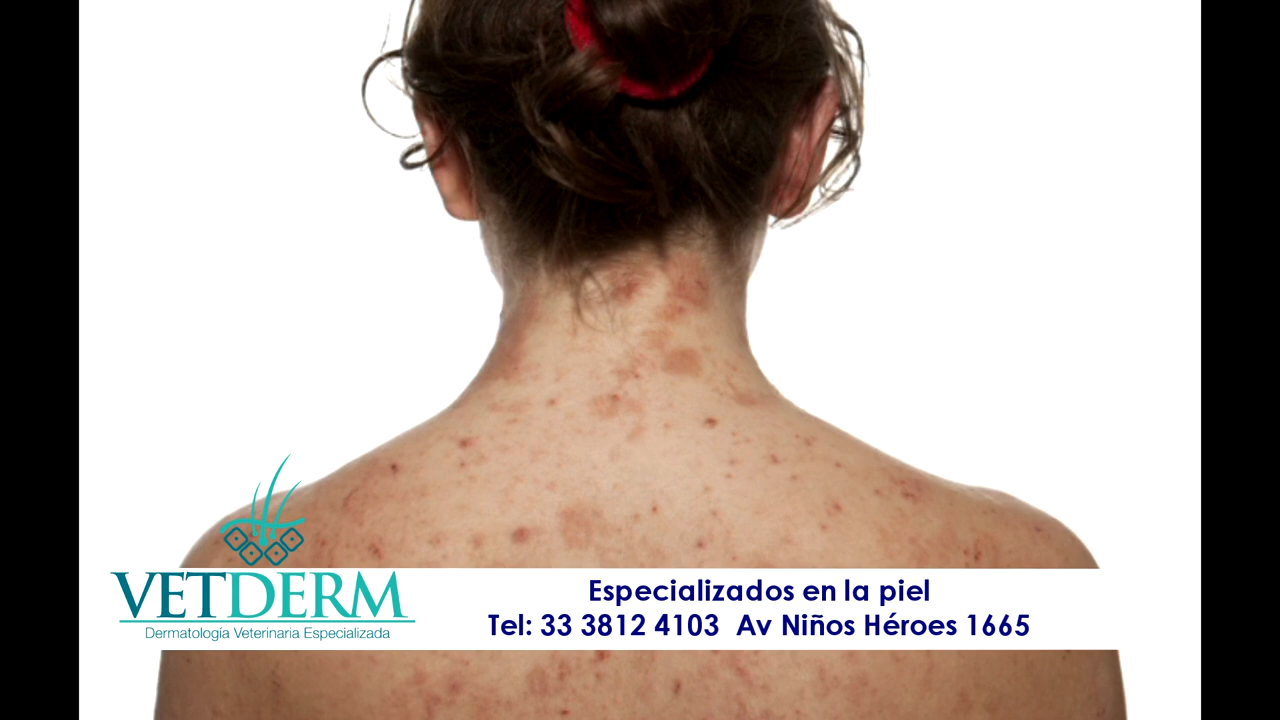 VETDERM
Dermatología Veterinaria Especializada
Especializados en la piel
Tel: 33 3812 4103 Av Niños Héroes 1665